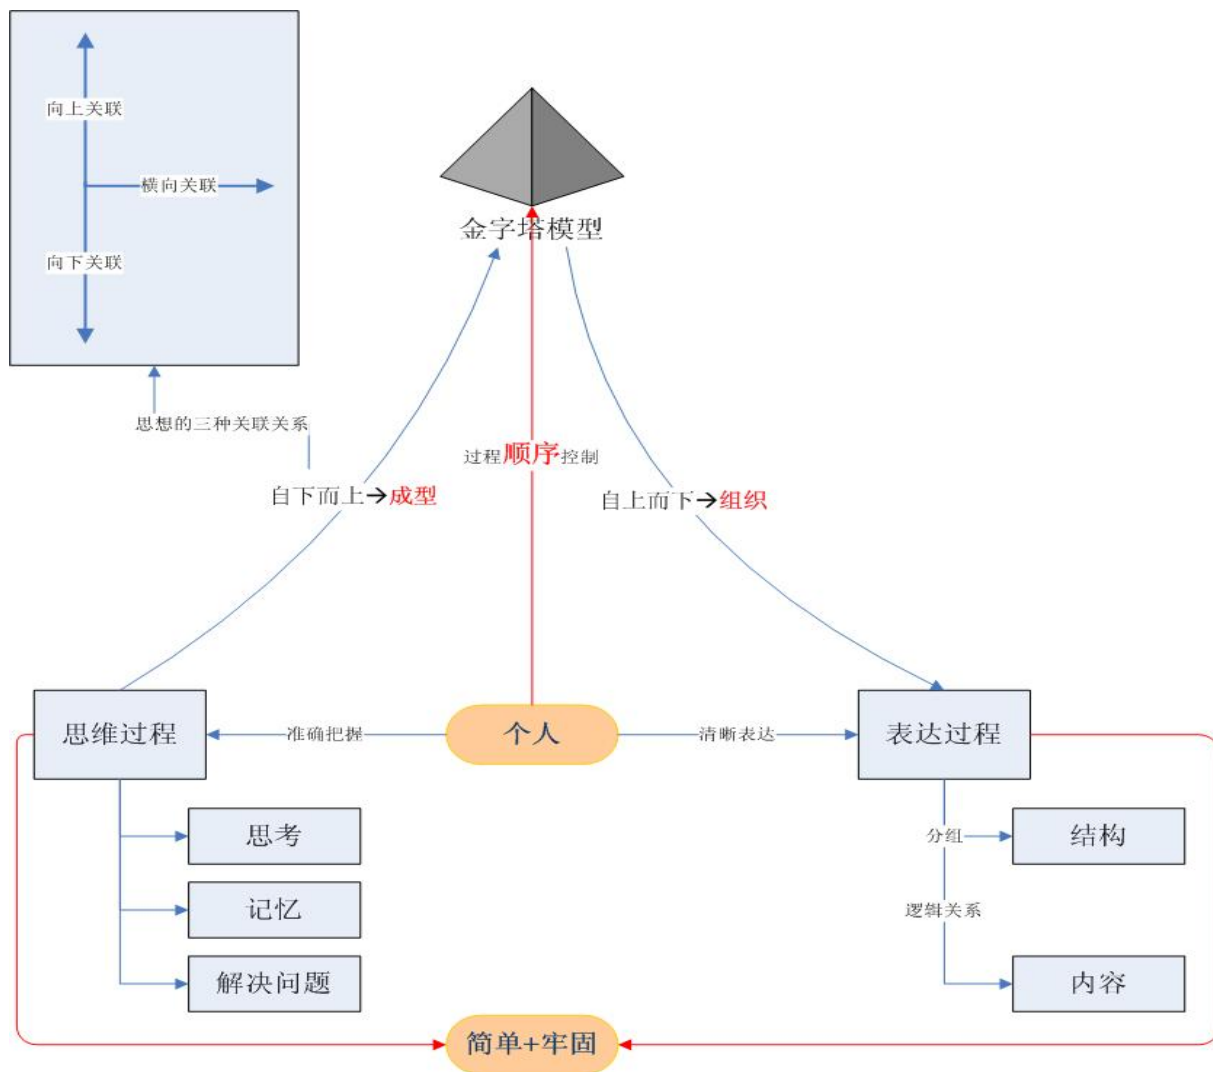 向上关联
横向关联
向下关联
金字塔模型
思想的三种关联关系
过程顺序控制
自下而上→成型
自上而下→组织
思维过程
准确把握
个人
清晰表达
表达过程
思考
分组
结构
记忆
逻辑关系
解决问题
内容
简单+牢固